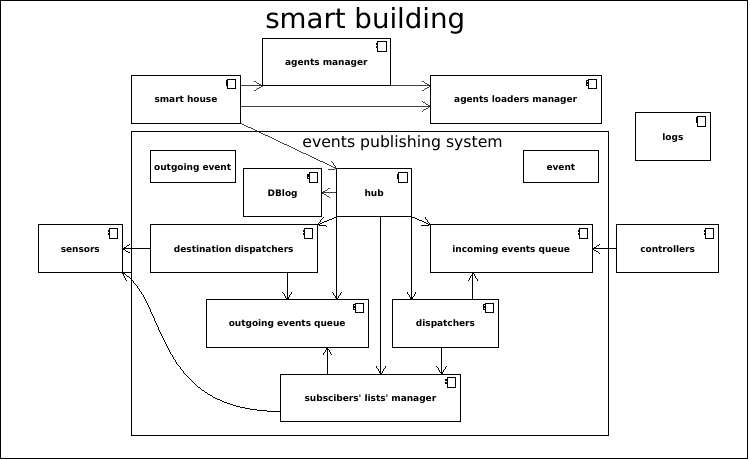 smart building
agents manager
smart house
agents loaders manager
logs
events publishing system
outgoing event
event
DBlog
hub
sensors
destination dispatchers
incoming events queue
controllers
outgoing events queue
dispatchers
subscibers' lists' manager